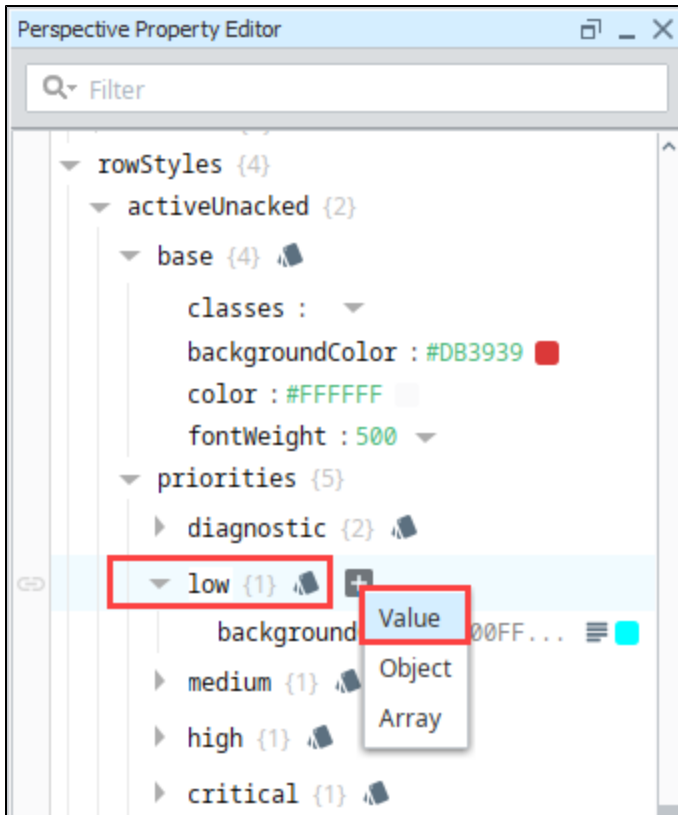 Perspective Property Editor
Filter
rowStyles {4}
activeUnacked {2}
base {4}
classes :
backgroundColor : #DB3939
color : #FFFFFF
fontWeight : 500
priorities {5}
diagnostic {2}
low {1}
Value
background 00FF...
Object
medium {1}
Array
high {1}
critical {1}